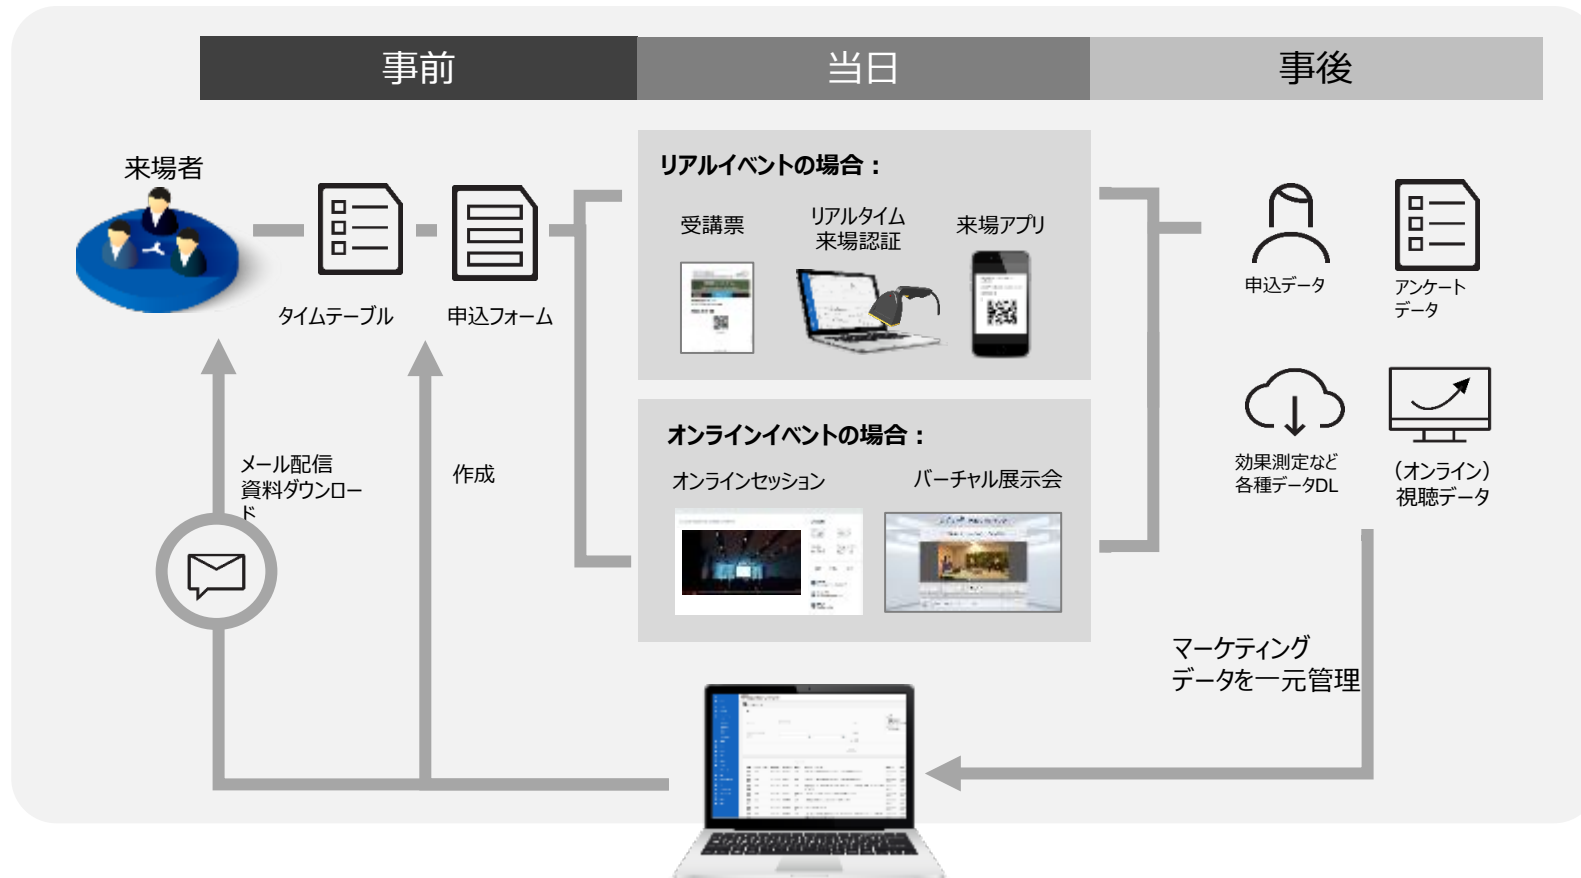 事前
当日
事後
来場者
タイムテーブル
申込フォーム
リアルイベントの場合：
受講票
リアルタイム
来場認証
来場アプリ
オンラインイベントの場合：
オンラインセッション
バーチャル展示会
申込データ
アンケート
データ
効果測定など
各種データDL
（オンライン）
視聴データ
メール配信
資料ダウンロー
ド
作成
マーケティング
データを一元管理